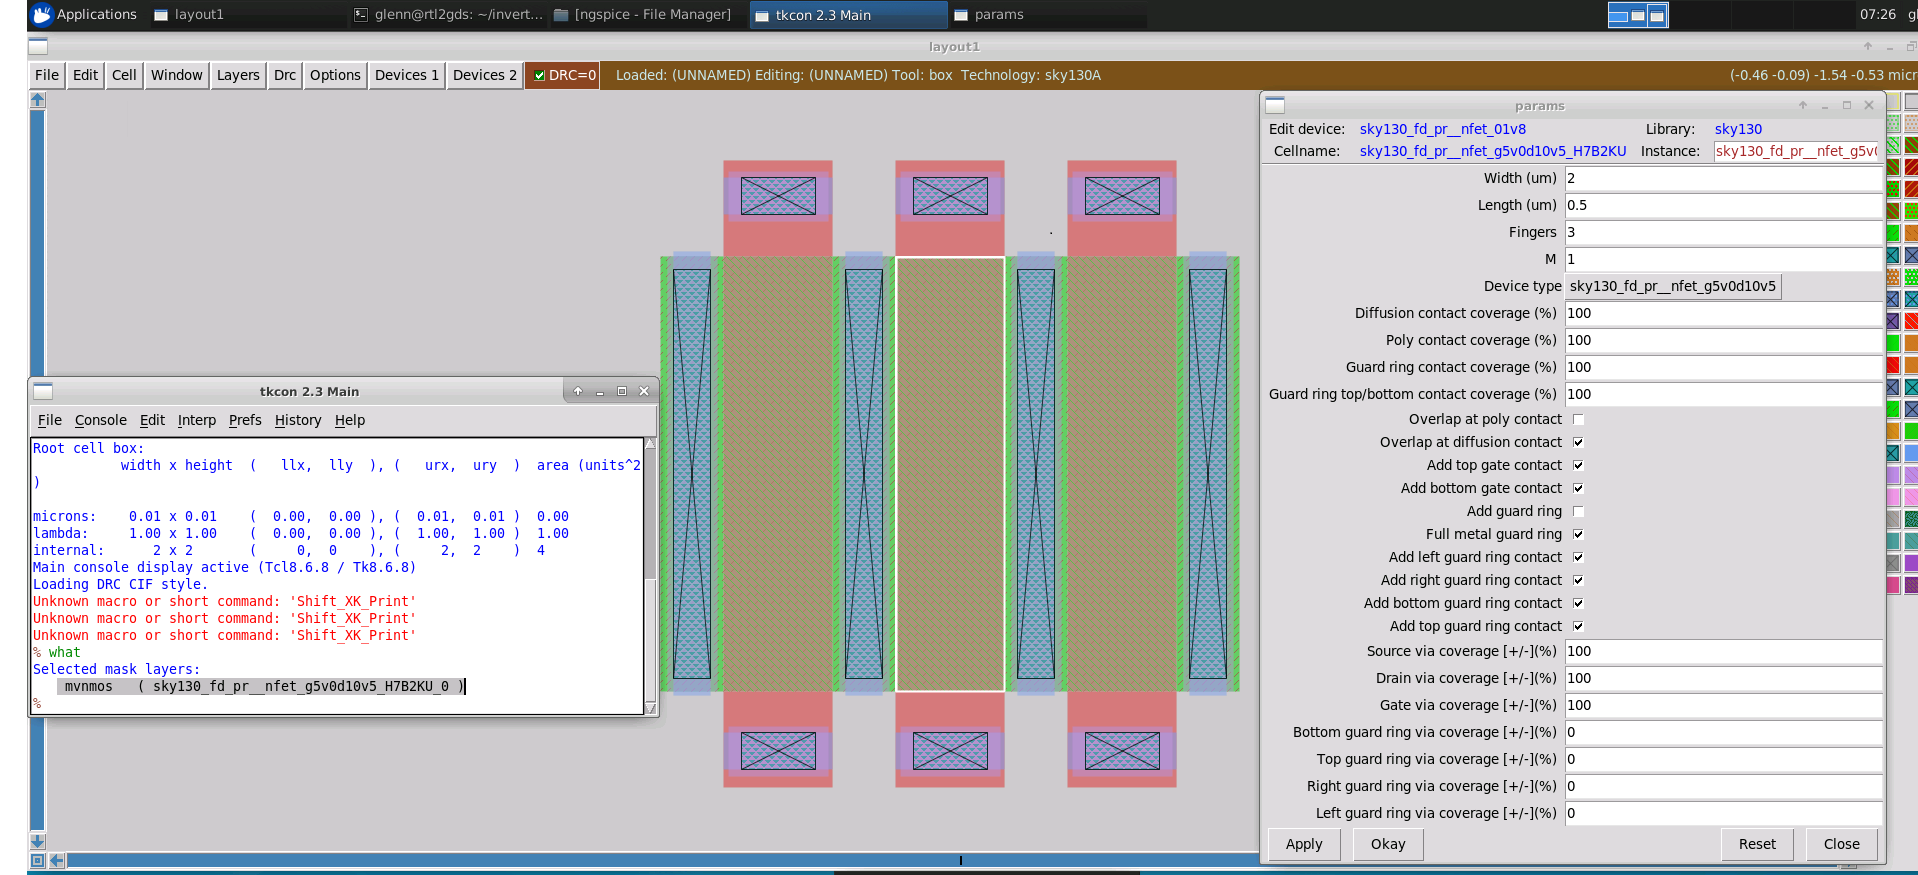 Applications layout1 glenn@rtl2gds: ~/invert... [ngspice - File Manager] tkcon 2.3 Main params 07:26 gl
layout1
File Edit Cell Window Layers Drc Options Devices 1 Devices 2 DRC=0 Loaded: (UNNAMED) Editing: (UNNAMED) Tool: box Technology: sky130A (-0.46 -0.09) -1.54 -0.53 micr
params
Edit device: sky130_fd_pr__nfet_01v8 Library: sky130
Cellname: sky130_fd_pr__nfet_g5v0d10v5_H7B2KU Instance: sky130_fd_pr__nfet_g5v(
Width (um) 2
Length (um) 0.5
Fingers 3
M 1
Device type sky130_fd_pr__nfet_g5v0d10v5
Diffusion contact coverage (%) 100
Poly contact coverage (%) 100
Guard ring contact coverage (%) 100
Guard ring top/bottom contact coverage (%) 100
Overlap at poly contact
Overlap at diffusion contact
Add top gate contact
Add bottom gate contact
Add guard ring
Full metal guard ring
Add left guard ring contact
Add right guard ring contact
Add bottom guard ring contact
Add top guard ring contact
Source via coverage [+/-](%) 100
Drain via coverage [+/-](%) 100
Gate via coverage [+/-](%) 100
Bottom guard ring via coverage [+/-](%) 0
Top guard ring via coverage [+/-](%) 0
Right guard ring via coverage [+/-](%) 0
Left guard ring via coverage [+/-](%) 0
Apply Okay Reset Close
tkcon 2.3 Main
File Console Edit Interp Prefs History Help
Root cell box:
width x height ( llx, lly ), ( urx, ury ) area (units^2
)
microns: 0.01 x 0.01 ( 0.00, 0.00 ), ( 0.01, 0.01 ) 0.00
lambda: 1.00 x 1.00 ( 0.00, 0.00 ), ( 1.00, 1.00 ) 1.00
internal: 2 x 2 ( 0, 0 ), ( 2, 2 ) 4
Main console display active (Tcl8.6.8 / Tk8.6.8)
Loading DRC CIF style.
Unknown macro or short command: 'Shift_XK_Print'
Unknown macro or short command: 'Shift_XK_Print'
Unknown macro or short command: 'Shift_XK_Print'
% what
Selected mask layers:
mvnmos ( sky130_fd_pr__nfet_g5v0d10v5_H7B2KU_0 )
%